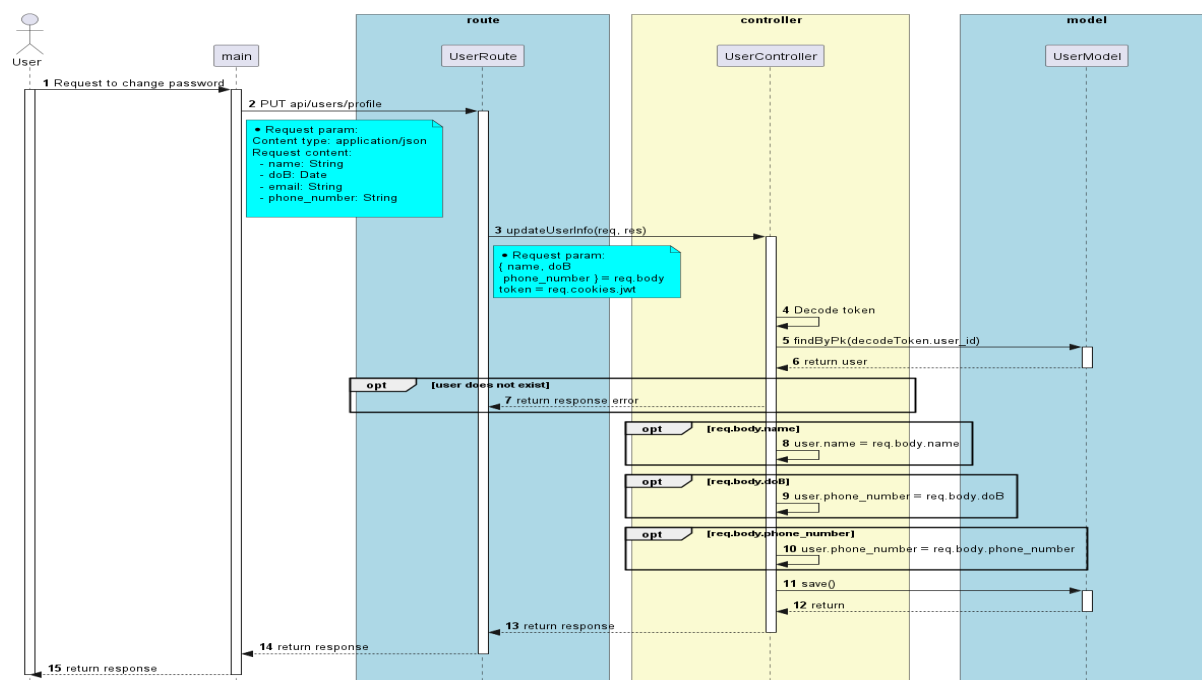 route
controller
model
User
main
UserRoute
UserController
UserModel
1 Request to change password
2 PUT api/users/profile
• Request param:
Content type: application/json
Request content:
- name: String
- doB: Date
- email: String
- phone_number: String
3 updateUserInfo(req, res)
• Request param:
{ name, doB
phone_number } = req.body
token = req.cookies.jwt
4 Decode token
5 findByPk(decodeToken.user_id)
6 return user
opt [user does not exist]
7 return response error
opt [req.body.name]
8 user.name = req.body.name
opt [req.body.doB]
9 user.phone_number = req.body.doB
opt [req.body.phone_number]
10 user.phone_number = req.body.phone_number
11 save()
12 return
13 return response
14 return response
15 return response